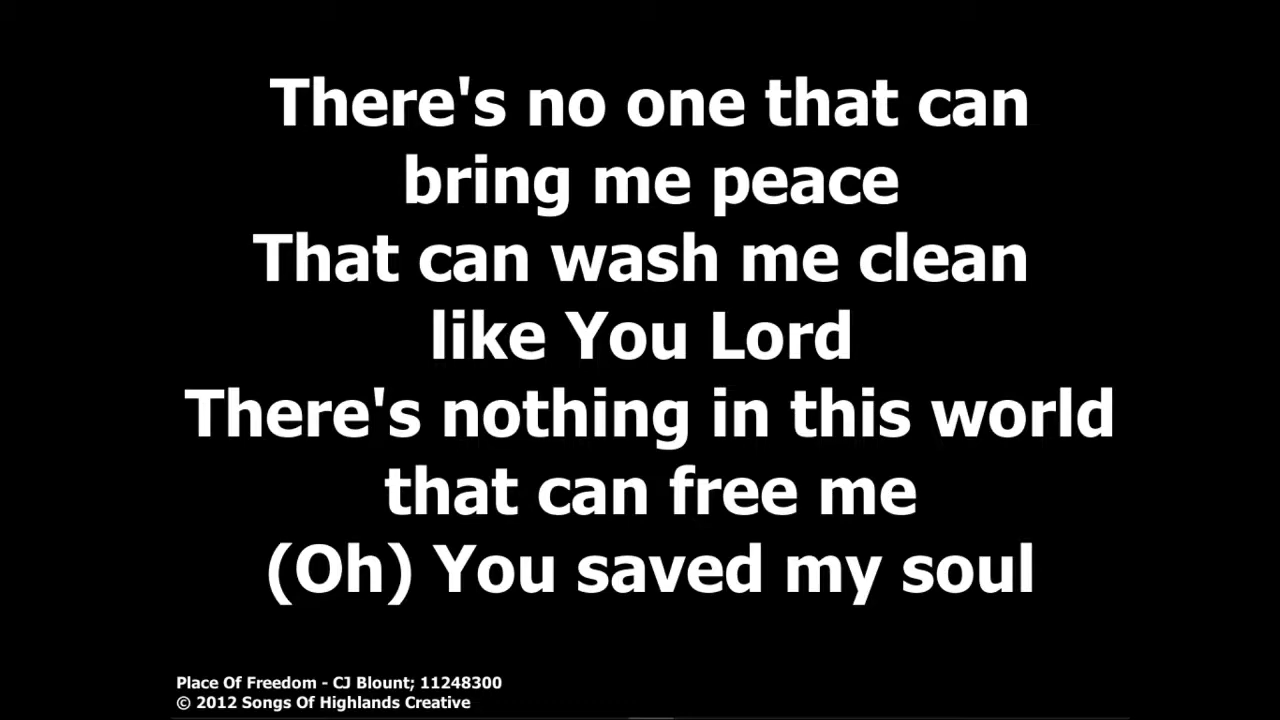 There's no one that can
bring me peace
That can wash me clean
like You Lord
There's nothing in this world
that can free me
(Oh) You saved my soul
Place Of Freedom - CJ Blount; 11248300
© 2012 Songs Of Highlands Creative